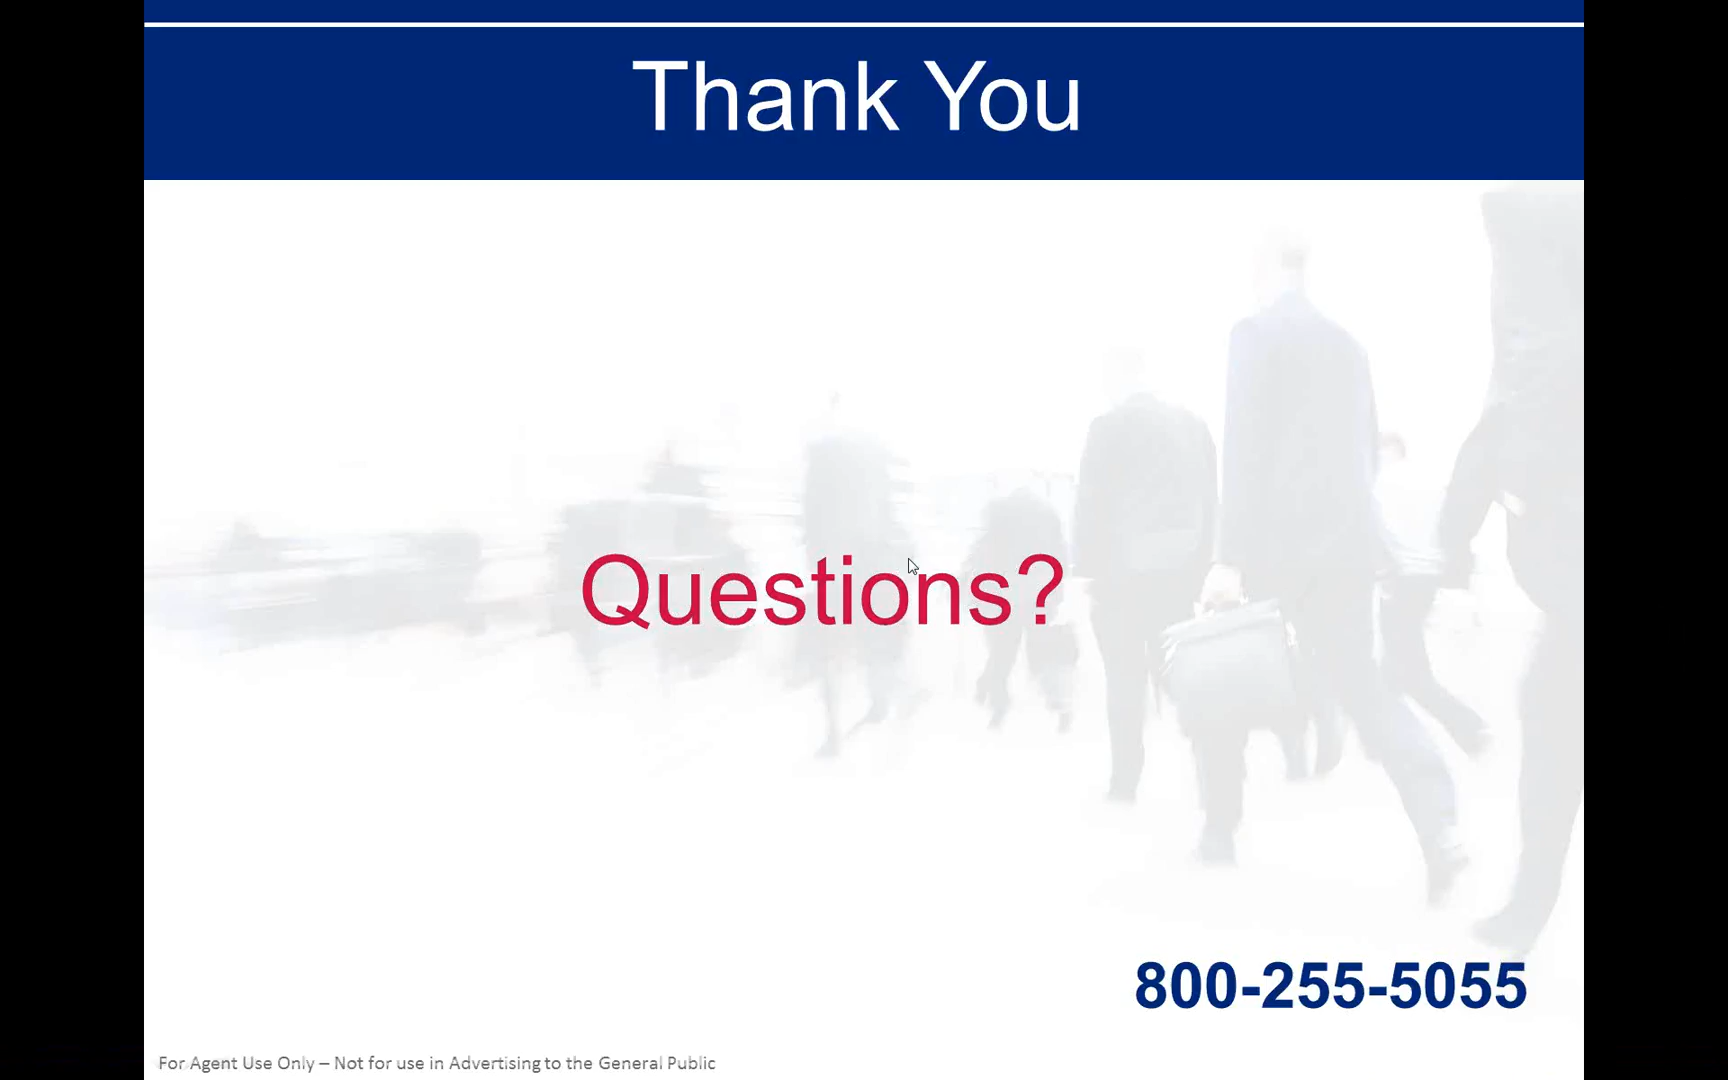 Thank You
Questions?
800-255-5055
For Agent Use Only – Not for use in Advertising to the General Public